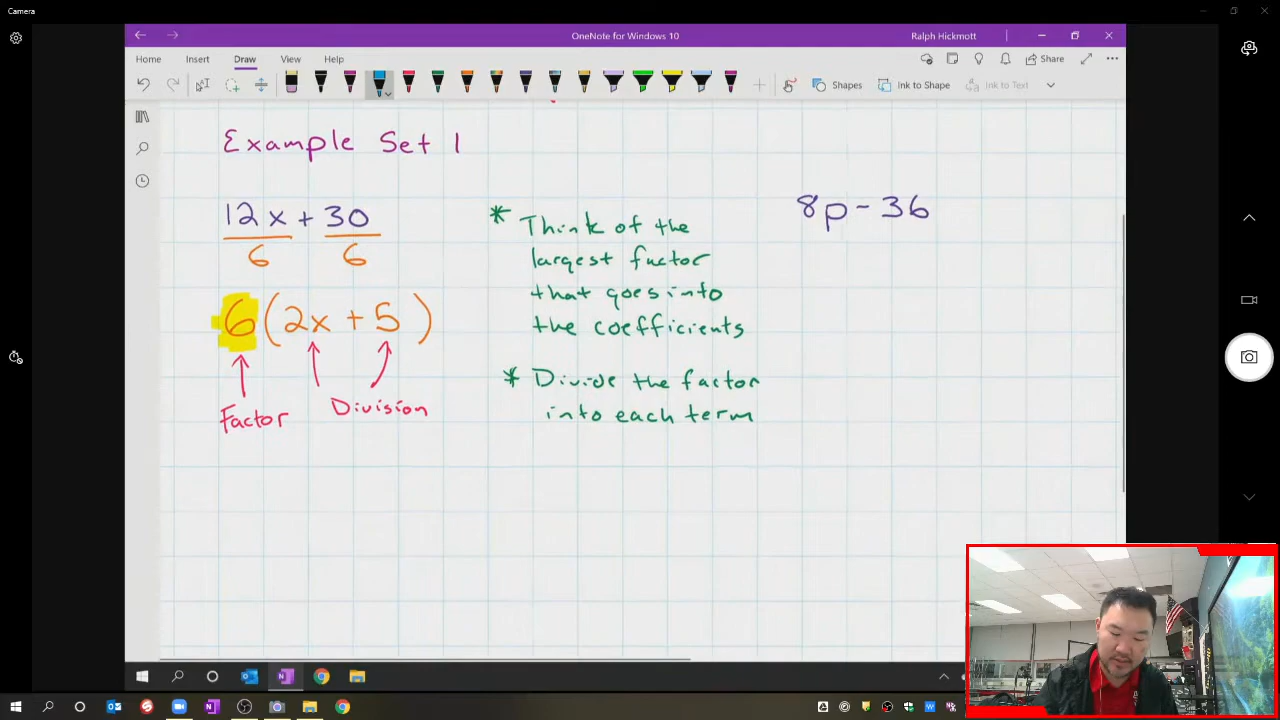 Camera
OneNote for Windows 10
Ralph Hickmott
Home Insert Draw View Help
Share
Shapes
Ink to Shape
Ink to Text
Example Set 1
12x + 30
6 6
6(2x + 5)
Factor
Division
* Think of the
largest factor
that goes into
the coefficients
* Divide the factor
into each term
8p - 36